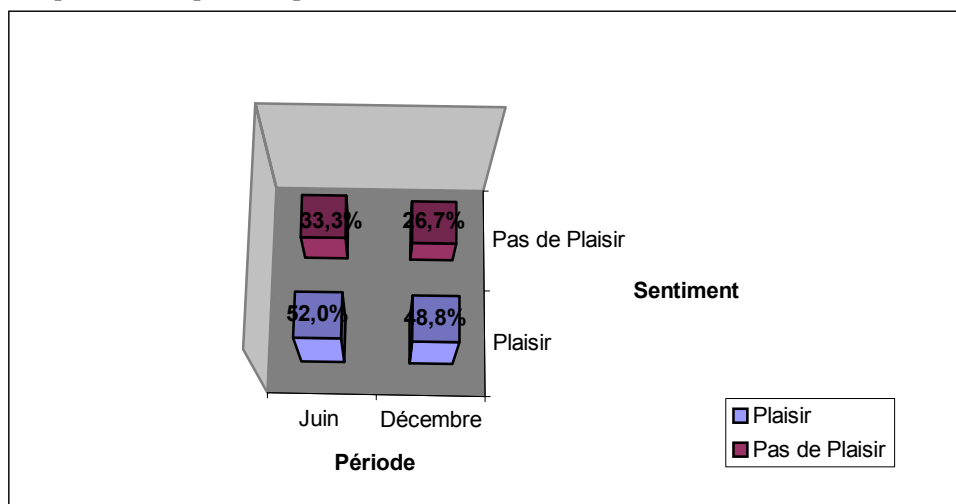 33,3% 26,7%
Pas de Plaisir
Sentiment
52,0% 48,8%
Plaisir
Juin Décembre
Période
Plaisir
Pas de Plaisir